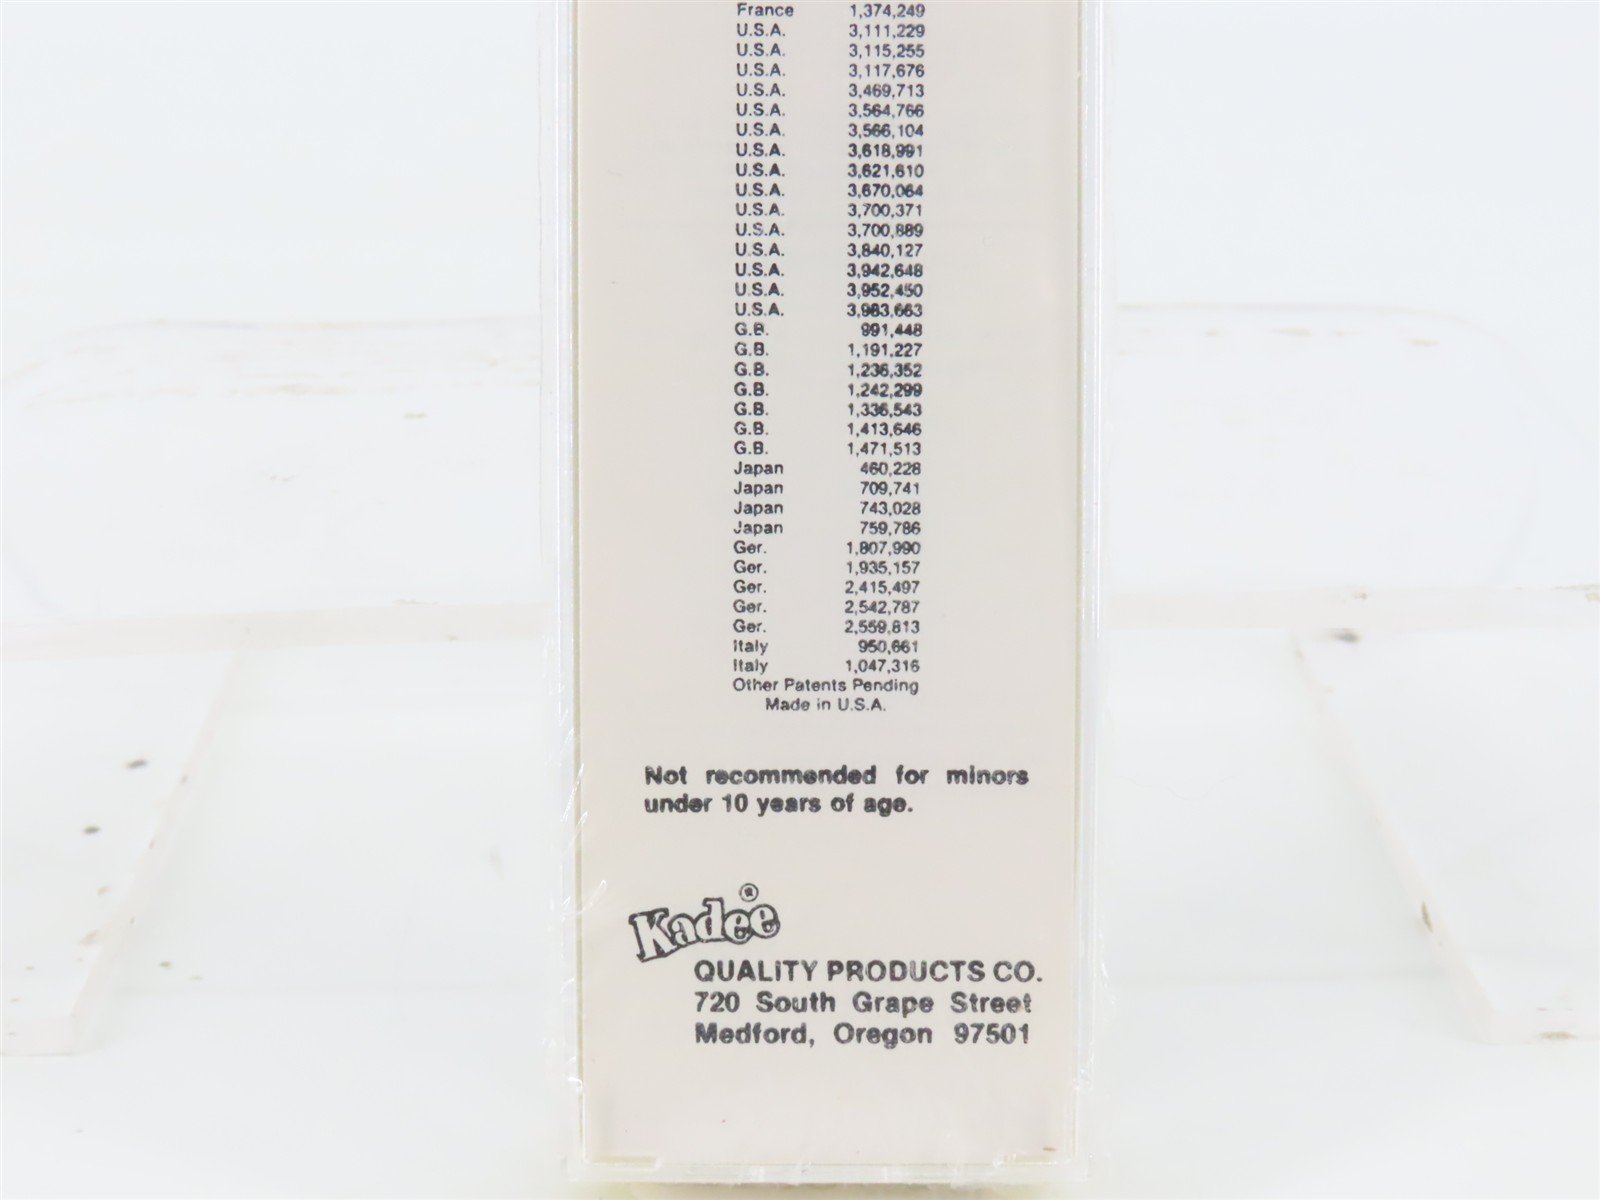 France 1,374,249
U.S.A. 3,111,229
U.S.A. 3,115,255
U.S.A. 3,117,676
U.S.A. 3,469,713
U.S.A. 3,564,766
U.S.A. 3,566,104
U.S.A. 3,618,991
U.S.A. 3,621,610
U.S.A. 3,670,064
U.S.A. 3,700,371
U.S.A. 3,700,889
U.S.A. 3,840,127
U.S.A. 3,942,648
U.S.A. 3,952,450
U.S.A. 3,983,663
G.B. 991,448
G.B. 1,191,227
G.B. 1,236,352
G.B. 1,242,299
G.B. 1,336,543
G.B. 1,413,646
G.B. 1,471,513
Japan 460,228
Japan 709,741
Japan 743,028
Japan 759,786
Ger. 1,807,990
Ger. 1,935,157
Ger. 2,415,497
Ger. 2,542,787
Ger. 2,559,813
Italy 950,661
Italy 1,047,316
Other Patents Pending
Made in U.S.A.
Not recommended for minors
under 10 years of age.
Kadee ®
QUALITY PRODUCTS CO.
720 South Grape Street
Medford, Oregon 97501